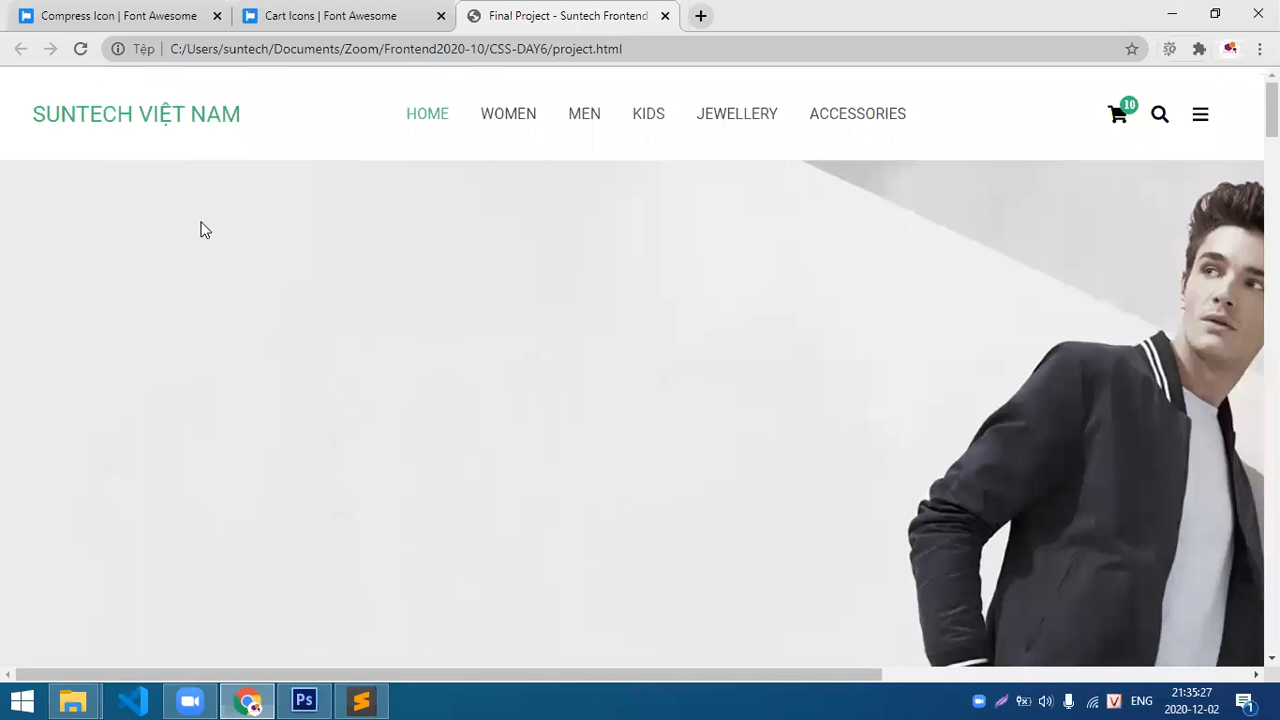 Compress Icon | Font Awesome
Cart Icons | Font Awesome
Final Project - Suntech Frontend
Tệp
C:/Users/suntech/Documents/Zoom/Frontend2020-10/CSS-DAY6/project.html
SUNTECH VIỆT NAM
HOME
WOMEN
MEN
KIDS
JEWELLERY
ACCESSORIES
10
Ps
V
ENG
21:35:27
2020-12-02
1